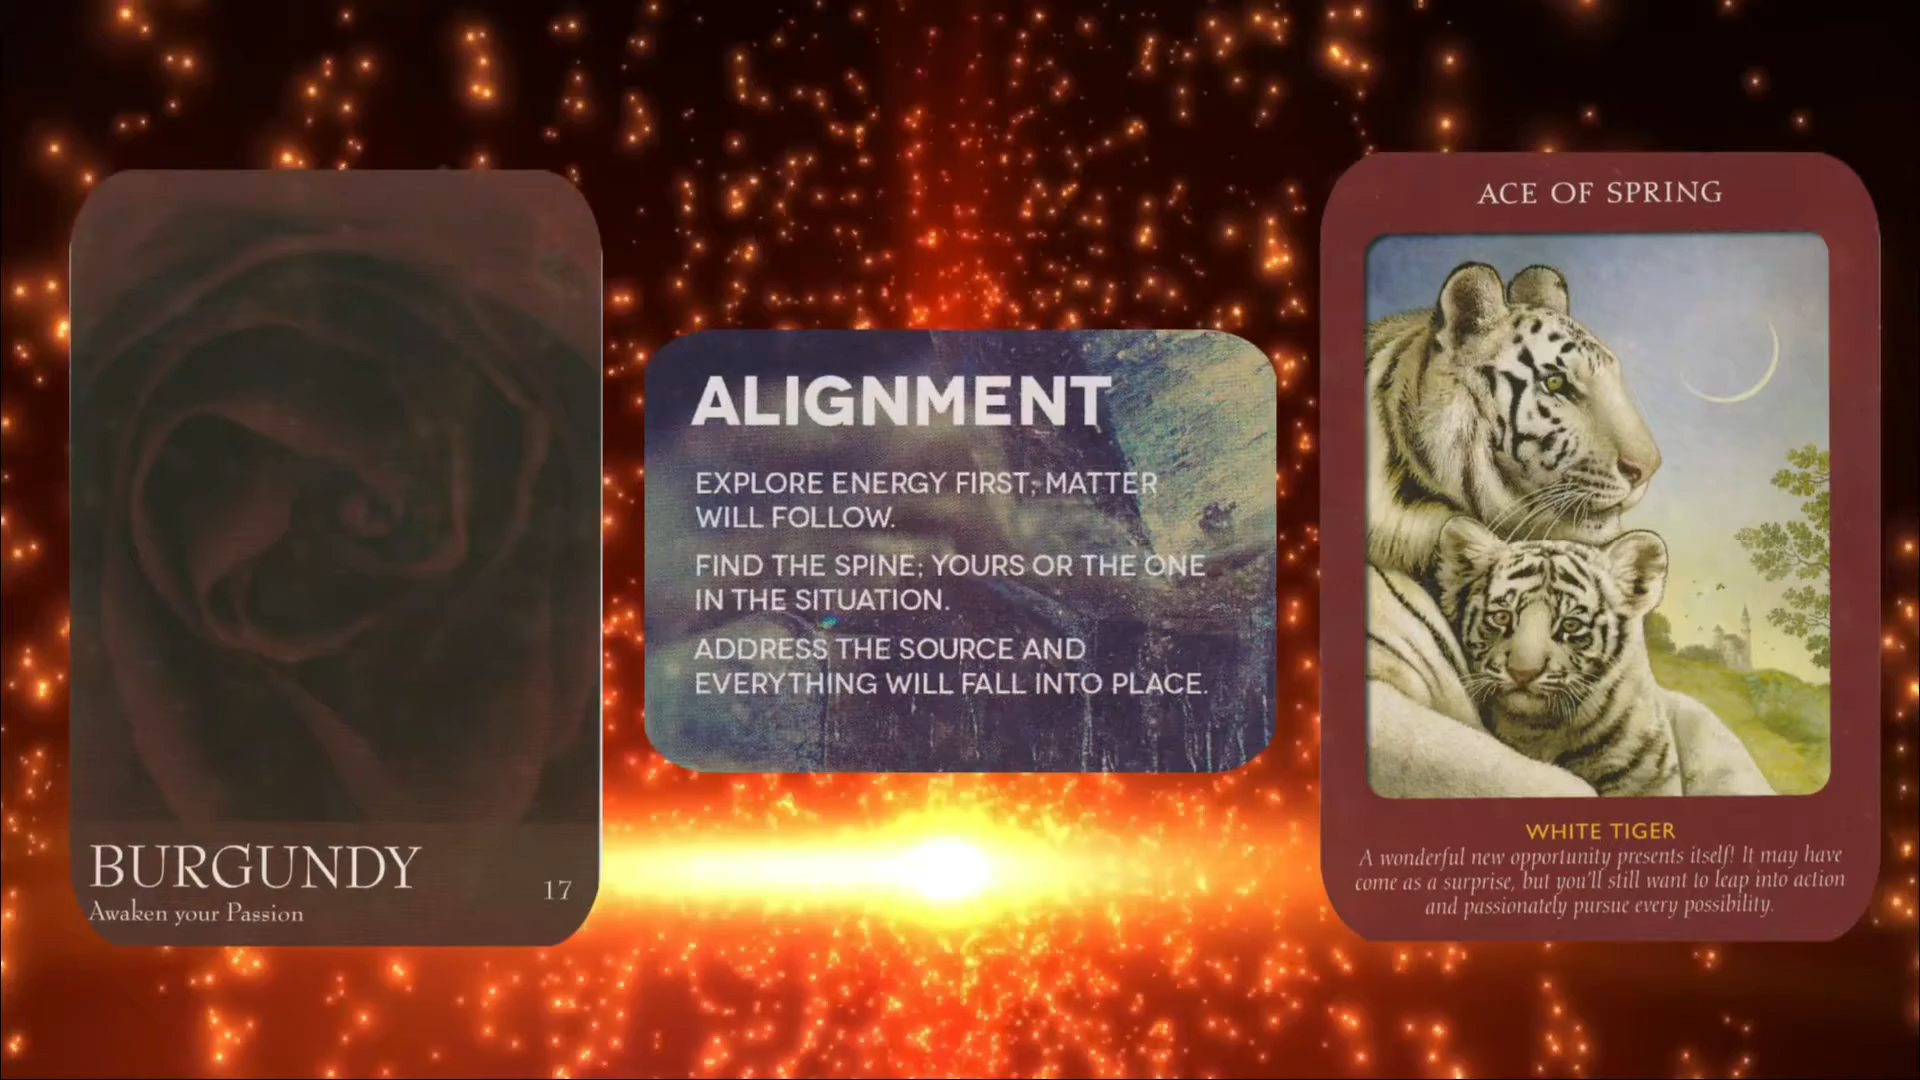 BURGUNDY
17
Awaken your Passion
ALIGNMENT
EXPLORE ENERGY FIRST; MATTER
WILL FOLLOW.
FIND THE SPINE; YOURS OR THE ONE
IN THE SITUATION.
ADDRESS THE SOURCE AND
EVERYTHING WILL FALL INTO PLACE.
ACE OF SPRING
WHITE TIGER
A wonderful new opportunity presents itself! It may have
come as a surprise, but you'll still want to leap into action
and passionately pursue every possibility.